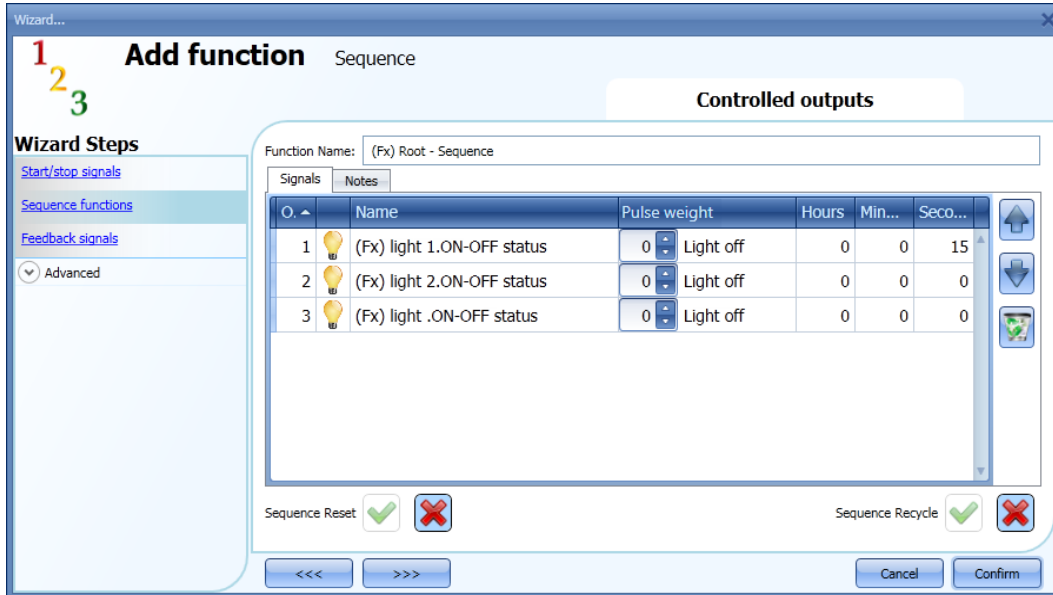 Wizard...
1 2 3
Add function Sequence
Controlled outputs
Wizard Steps
Start/stop signals
Sequence functions
Feedback signals
Advanced
Function Name: (Fx) Root - Sequence
Signals Notes
O. Name Pulse weight Hours Min... Seco...
1 (Fx) light 1.ON-OFF status 0 Light off 0 0 15
2 (Fx) light 2.ON-OFF status 0 Light off 0 0 0
3 (Fx) light .ON-OFF status 0 Light off 0 0 0
Sequence Reset Sequence Recycle
<<< >>> Cancel Confirm